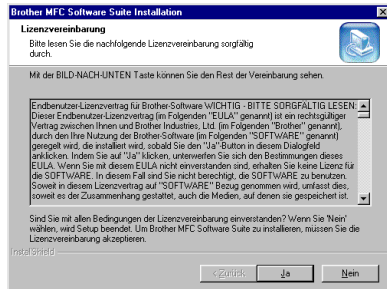 Brother MFC Software Suite Installation
Lizenzvereinbarung
Bitte lesen Sie die nachfolgende Lizenzvereinbarung sorgfältig
durch.
Mit der BILD-NACH-UNTEN Taste können Sie den Rest der Vereinbarung sehen.
Endbenutzer-Lizenzvertrag für Brother-Software WICHTIG - BITTE SORGFÄLTIG LESEN:
Dieser Endbenutzer-Lizenzvertrag (im Folgenden "EULA" genannt) ist ein rechtsgültiger
Vertrag zwischen Ihnen und Brother Industries, Ltd. (im Folgenden "Brother" genannt),
durch den Ihre Nutzung der Brother-Software (im Folgenden "SOFTWARE" genannt)
geregelt wird, die installiert wird, sobald Sie den "Ja"-Button in diesem Dialogfeld
anklicken. Indem Sie auf "Ja" klicken, unterwerfen Sie sich den Bestimmungen dieses
EULA. Wenn Sie mit diesem EULA nicht einverstanden sind, erhalten Sie keine Lizenz für
die SOFTWARE. In diesem Fall sind Sie nicht berechtigt, die SOFTWARE zu benutzen.
Soweit in diesem Lizenzvertrag auf "SOFTWARE" Bezug genommen wird, umfasst dies,
soweit es der Zusammenhang gestattet, auch die Medien, auf denen sie gespeichert ist.
Sind Sie mit allen Bedingungen der Lizenzvereinbarung einverstanden? Wenn Sie 'Nein'
wählen, wird Setup beendet. Um Brother MFC Software Suite zu installieren, müssen Sie die
Lizenzvereinbarung akzeptieren.
InstallShield
< Zurück
Ja
Nein